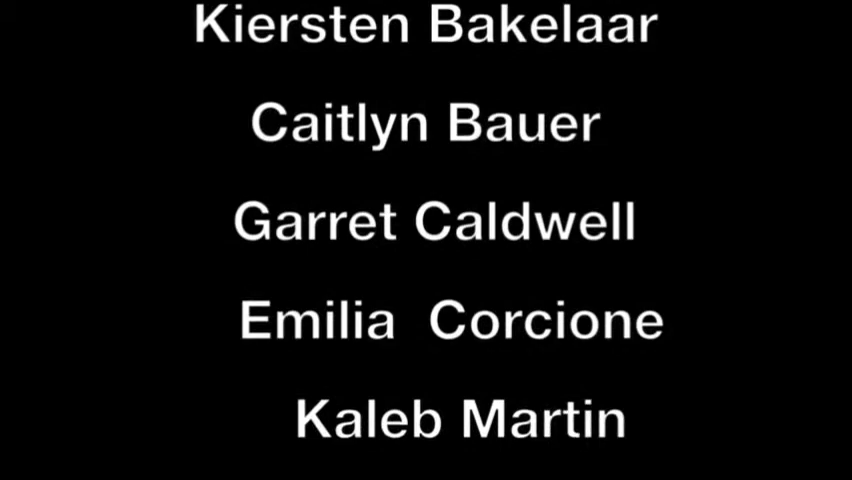 Kiersten Bakelaar
Caitlyn Bauer
Garret Caldwell
Emilia  Corcione
Kaleb Martin